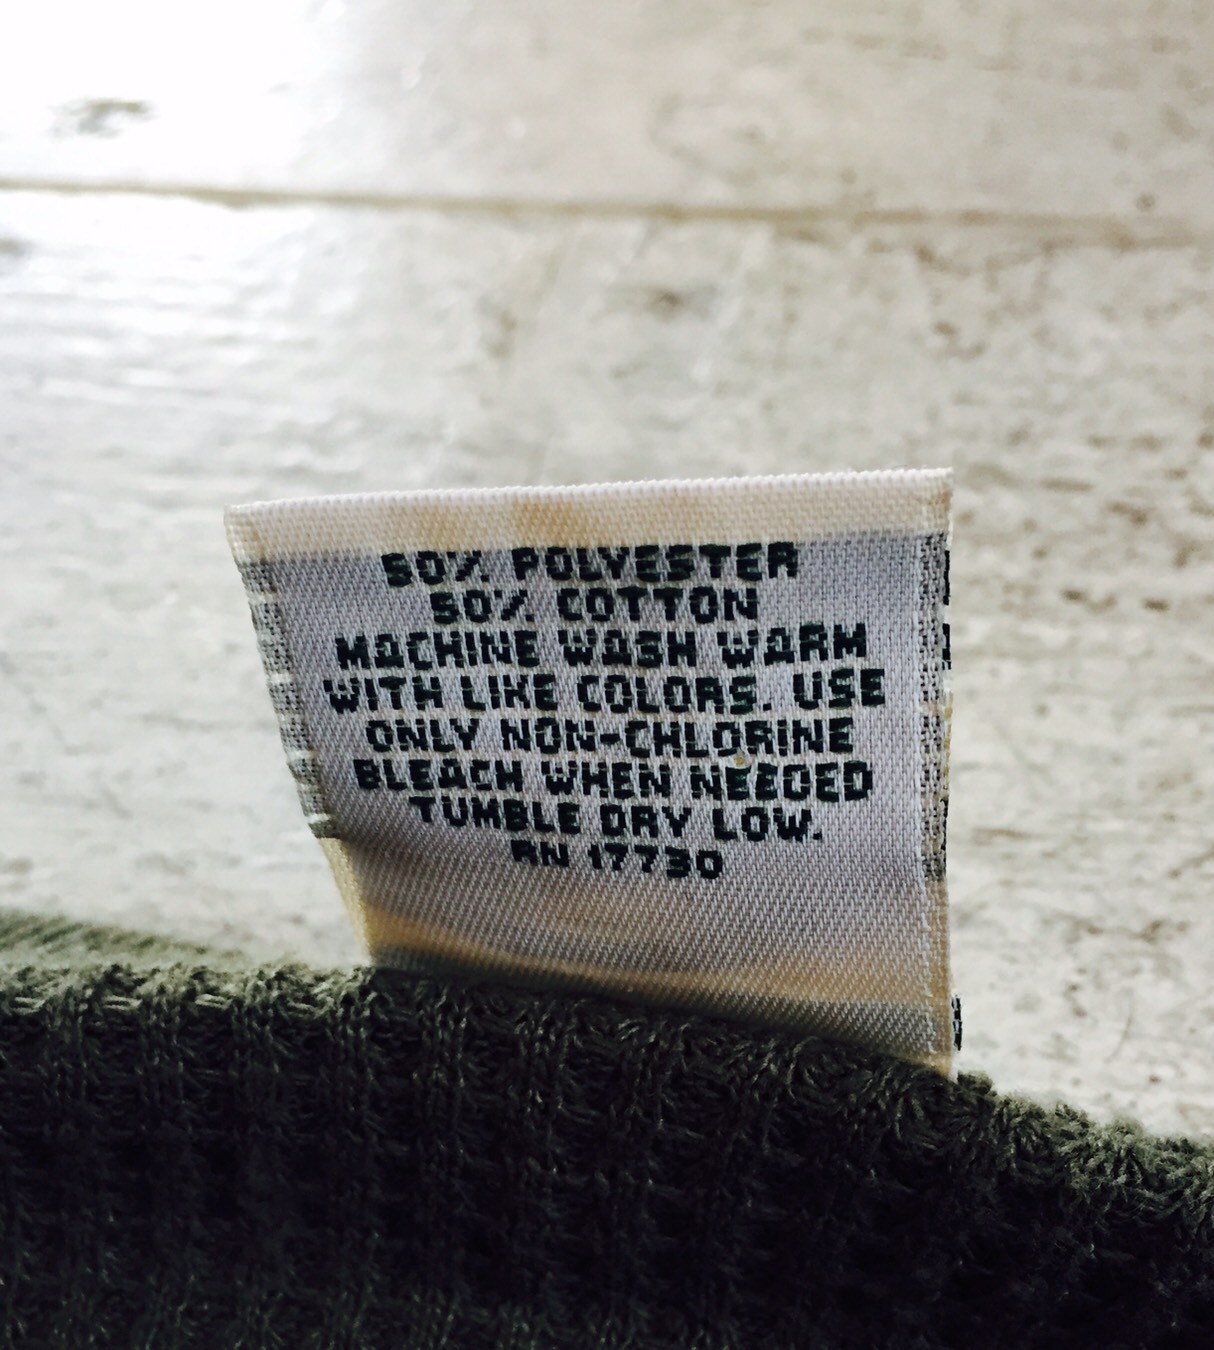 50% POLYESTER
50% COTTON
MACHINE WASH WARM
WITH LIKE COLORS. USE
ONLY NON-CHLORINE
BLEACH WHEN NEEDED
TUMBLE DRY LOW.
RN 17730